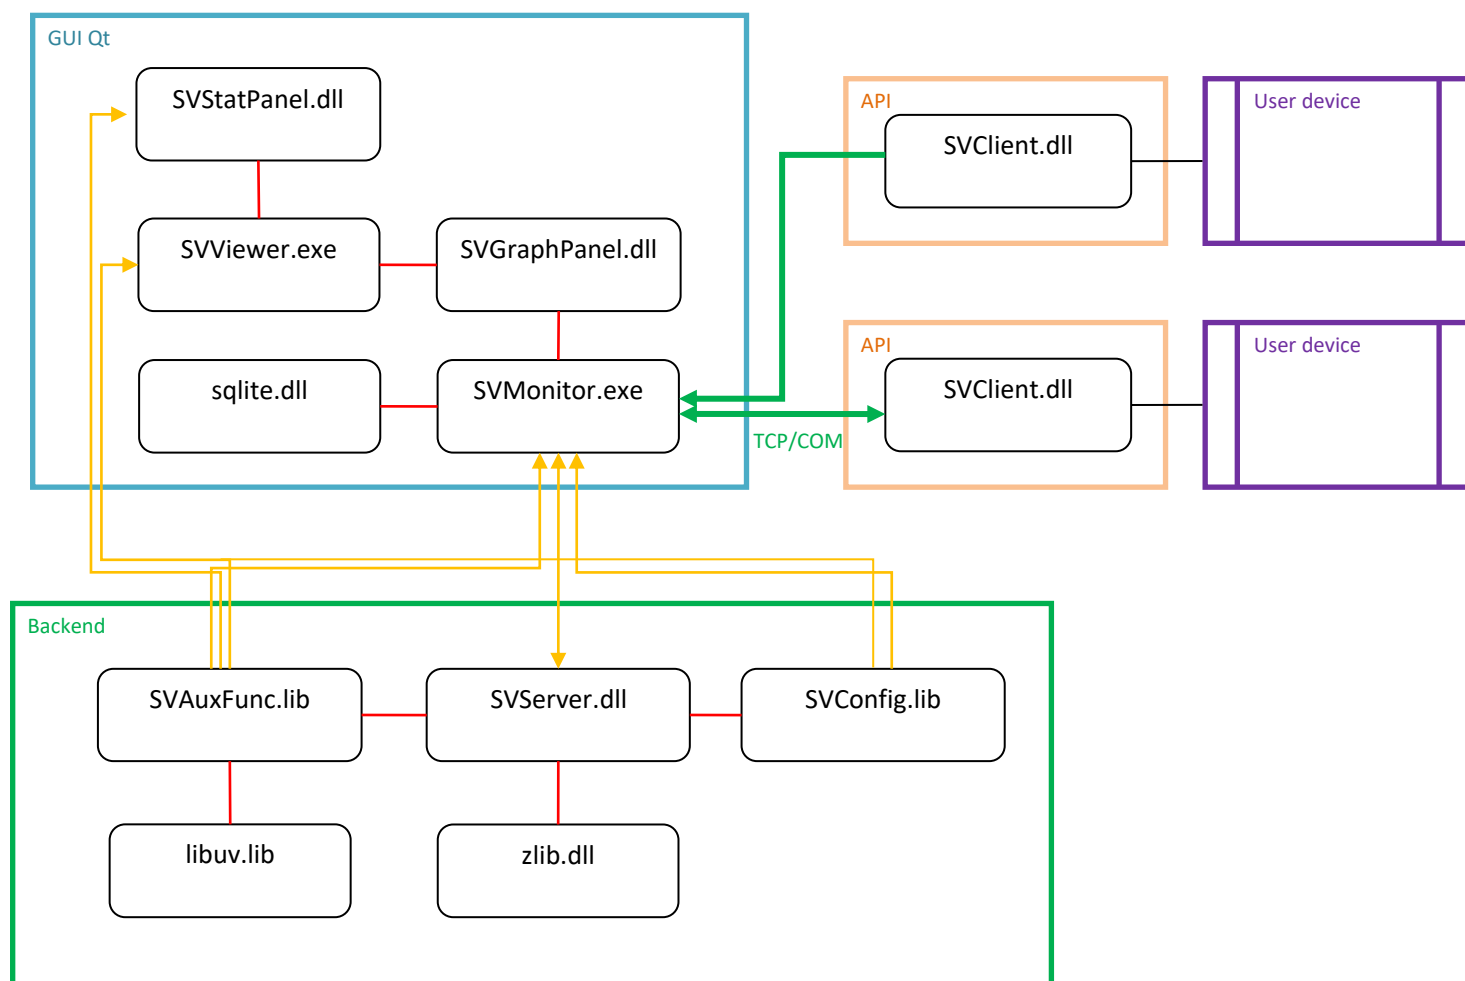 GUI Qt
SVStatPanel.dll
SVViewer.exe
SVGraphPanel.dll
sqlite.dll
SVMonitor.exe
API
SVClient.dll
User device
API
SVClient.dll
User device
TCP/COM
Backend
SVAuxFunc.lib
SVServer.dll
SVConfig.lib
libuv.lib
zlib.dll